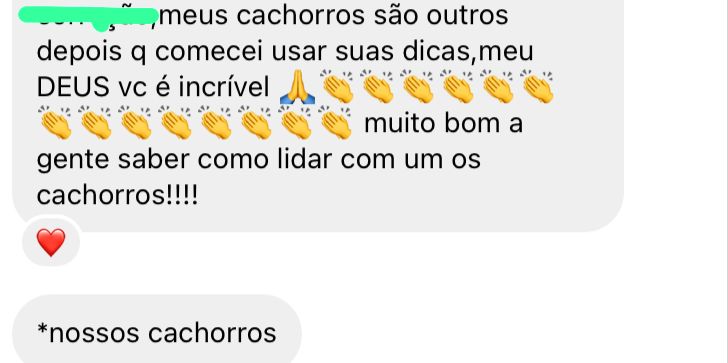 ,meus cachorros são outros
depois q comecei usar suas dicas,meu
DEUS vc é incrível 🙏👏👏👏👏👏👏
👏👏👏👏👏👏👏👏 muito bom a
gente saber como lidar com um os
cachorros!!!!
❤️
*nossos cachorros